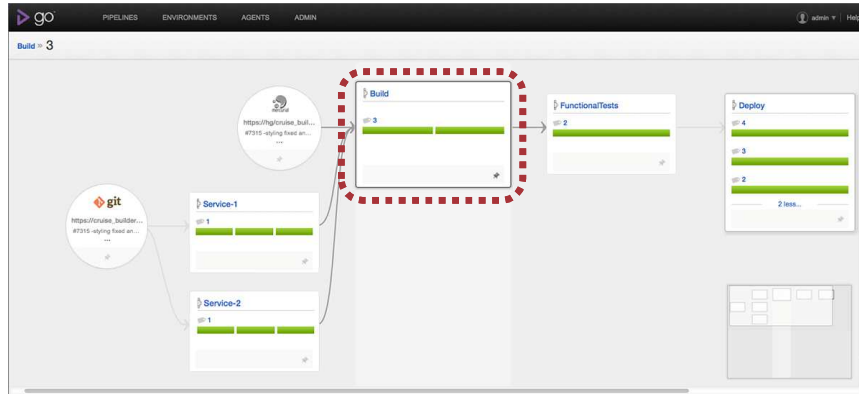 go
PIPELINES ENVIRONMENTS AGENTS ADMIN
admin Help
Build » 3
mercurial
https://hg/cruise_buil...
#7315 -styling fixed an...
...
git
https://cruise_builder...
#7315 -styling fixed an...
...
Service-1
1
Service-2
1
Build
3
FunctionalTests
2
Deploy
4
3
2
2 less...